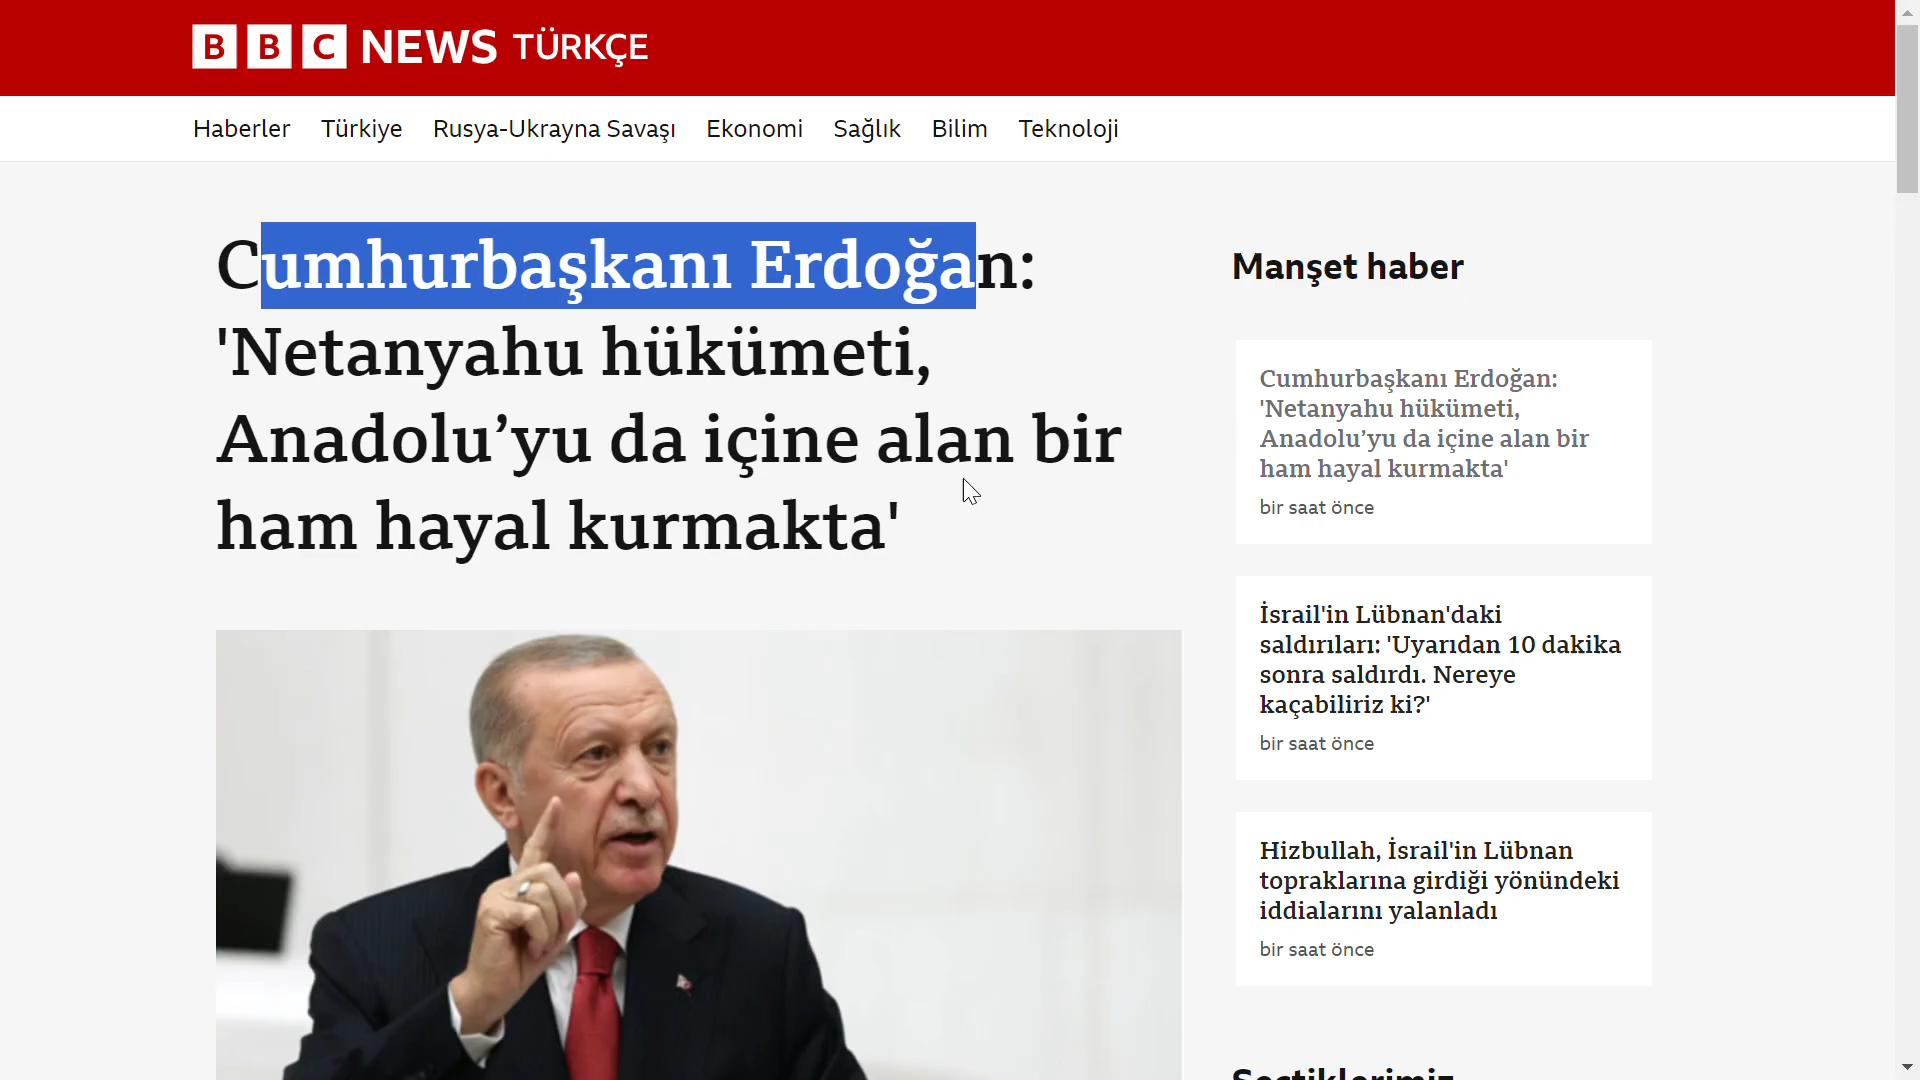 BBC NEWS TÜRKÇE
Haberler Türkiye Rusya-Ukrayna Savaşı Ekonomi Sağlık Bilim Teknoloji
Cumhurbaşkanı Erdoğan:
'Netanyahu hükümeti,
Anadolu’yu da içine alan bir
ham hayal kurmakta'
Manşet haber
Cumhurbaşkanı Erdoğan:
'Netanyahu hükümeti,
Anadolu’yu da içine alan bir
ham hayal kurmakta'
bir saat önce
İsrail'in Lübnan'daki
saldırıları: 'Uyarıdan 10 dakika
sonra saldırdı. Nereye
kaçabiliriz ki?'
bir saat önce
Hizbullah, İsrail'in Lübnan
topraklarına girdiği yönündeki
iddialarını yalanladı
bir saat önce